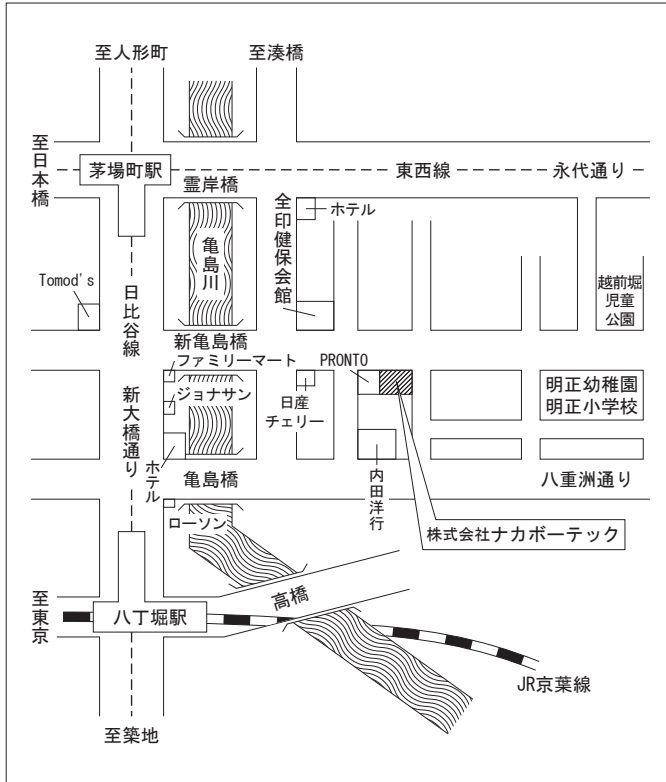 至人形町
至湊橋
至日本橋
茅場町駅
東西線
永代通り
霊岸橋
全印健保会館
ホテル
亀島川
越前堀
児童
公園
Tomod's
日比谷線
新亀島橋
ファミリーマート
PRONTO
ジョナサン
日産
チェリー
明正幼稚園
明正小学校
新大橋通り
ホテル
亀島橋
内田洋行
八重洲通り
ローソン
株式会社ナカボーテック
高橋
至東京
八丁堀駅
JR京葉線
至築地